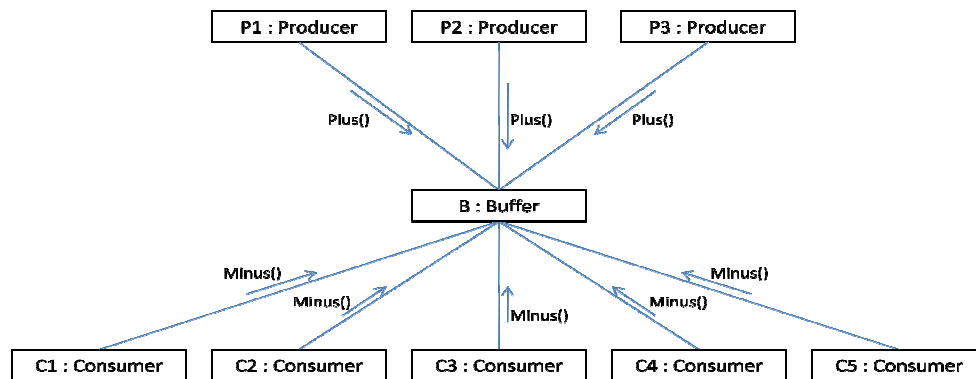 P1 : Producer
P2 : Producer
P3 : Producer
Plus()
Plus()
Plus()
B : Buffer
Minus()
Minus()
Minus()
Minus()
Minus()
C1 : Consumer
C2 : Consumer
C3 : Consumer
C4 : Consumer
C5 : Consumer